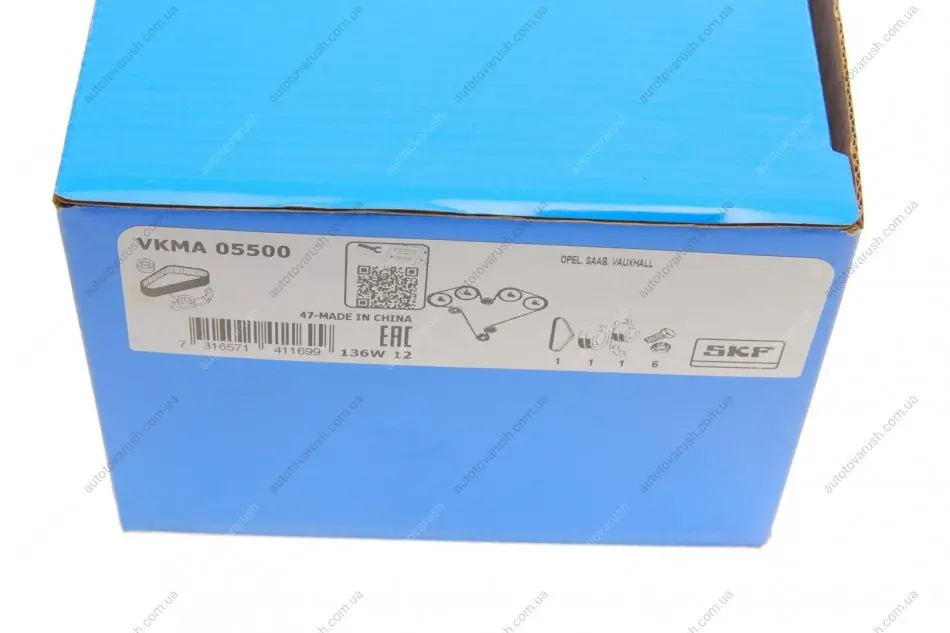 VKMA 05500
OPEL. SAAB. VAUXHALL
47-MADE IN CHINA
EAC
7 316571 411699
136W 12
1 1 1 6
SKF
autotovarush.com.ua